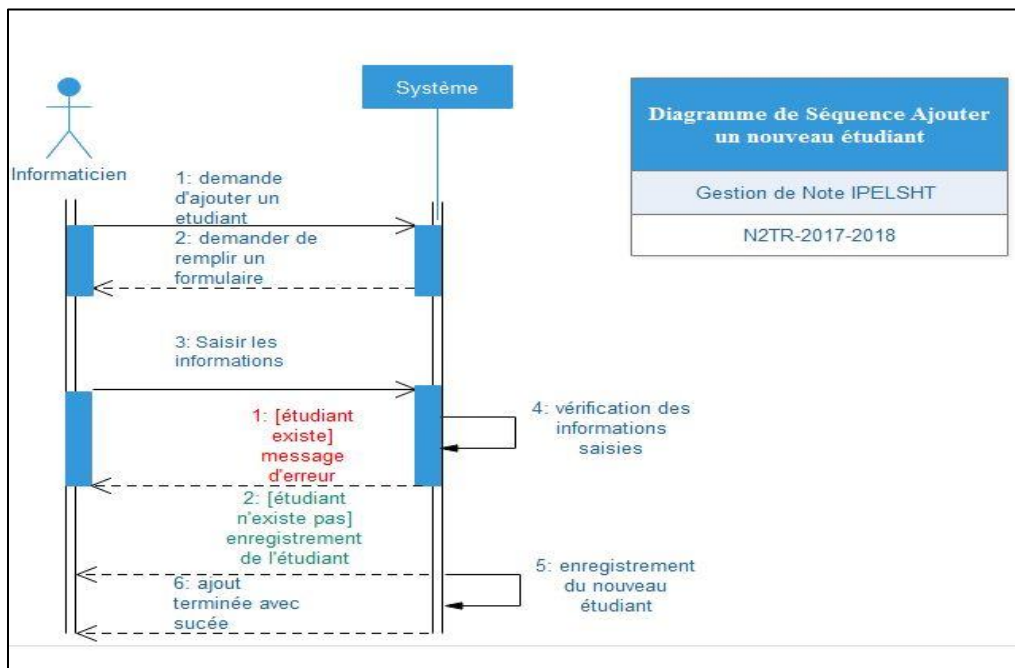 Système
Diagramme de Séquence Ajouter
un nouveau étudiant
Gestion de Note IPELSHT
N2TR-2017-2018
Informaticien
1: demande
d'ajouter un
etudiant
2: demander de
remplir un
formulaire
3: Saisir les
informations
4: vérification des
informations
saisies
1: [étudiant
existe]
message
d'erreur
2: [étudiant
n'existe pas]
enregistrement
de l'étudiant
5: enregistrement
du nouveau
étudiant
6: ajout
terminée avec
sucée